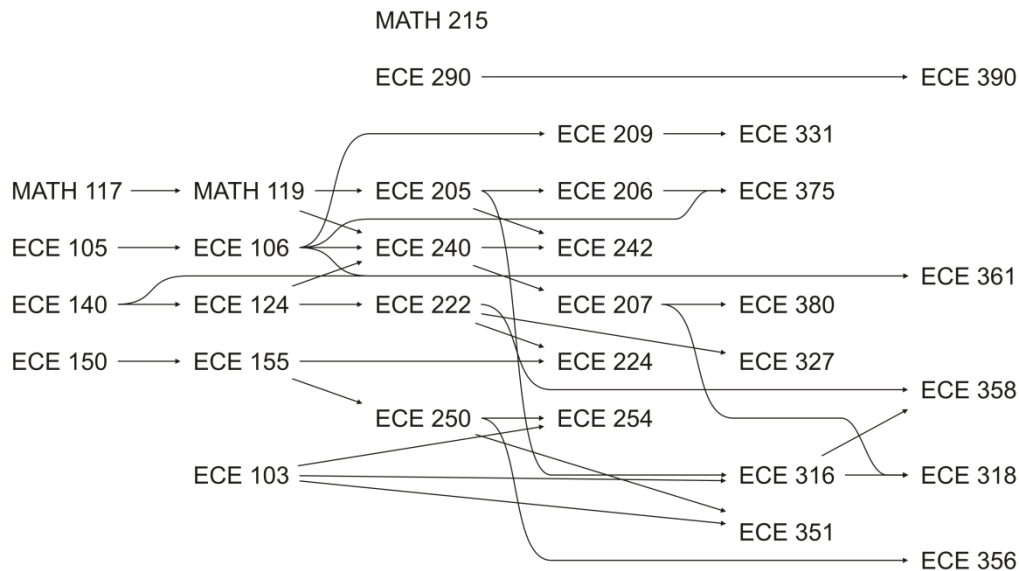 MATH 215
ECE 290 ECE 390
ECE 209 ECE 331
MATH 117 MATH 119 ECE 205 ECE 206 ECE 375
ECE 105 ECE 106 ECE 240 ECE 242
ECE 361
ECE 140 ECE 124 ECE 222 ECE 207 ECE 380
ECE 150 ECE 155 ECE 224 ECE 327
ECE 358
ECE 250 ECE 254
ECE 103 ECE 316 ECE 318
ECE 351
ECE 356